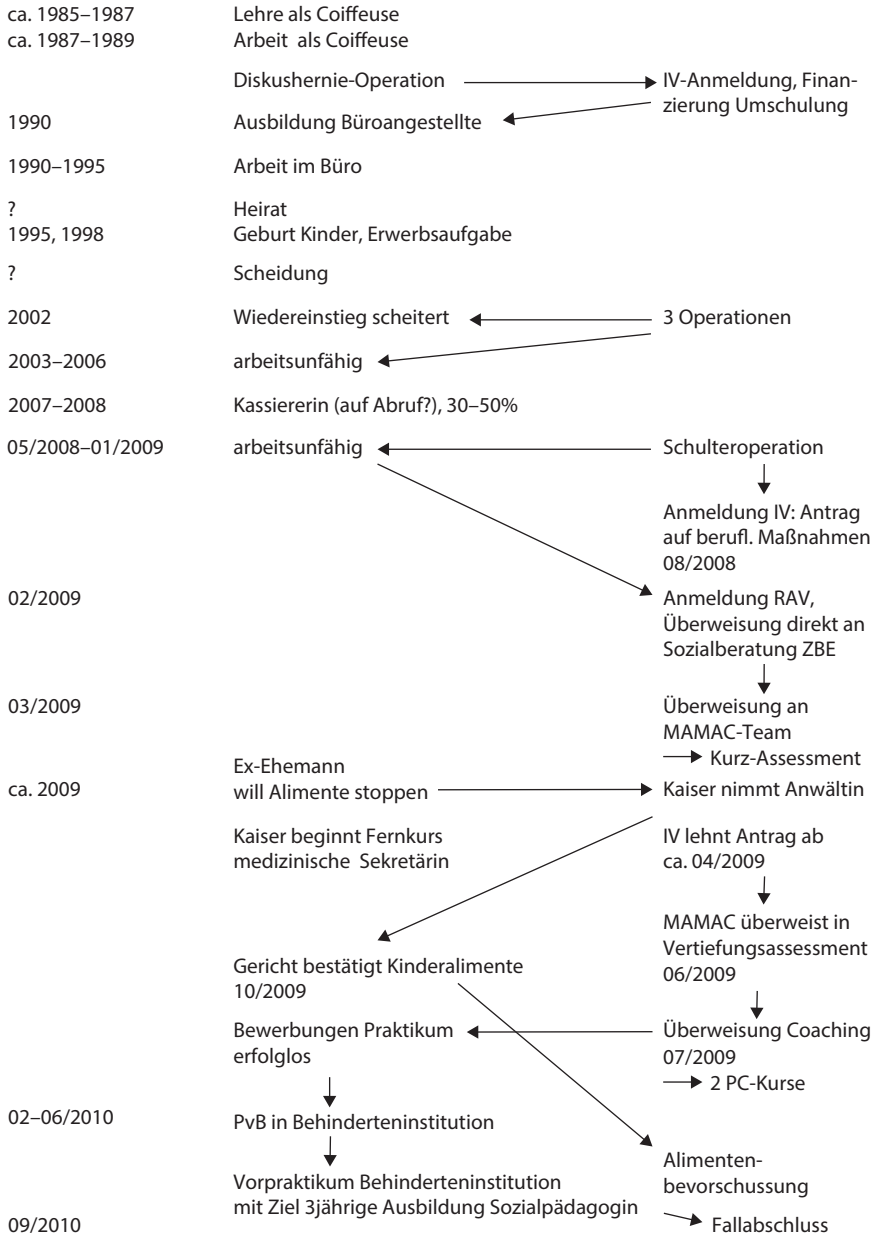 ca. 1985–1987 Lehre als Coiffeuse
ca. 1987–1989 Arbeit als Coiffeuse
Diskushernie-Operation IV-Anmeldung, Finan-
zierung Umschulung
1990 Ausbildung Büroangestellte
1990–1995 Arbeit im Büro
? Heirat
1995, 1998 Geburt Kinder, Erwerbsaufgabe
? Scheidung
2002 Wiedereinstieg scheitert 3 Operationen
2003–2006 arbeitsunfähig
2007–2008 Kassiererin (auf Abruf?), 30–50%
05/2008–01/2009 arbeitsunfähig Schulteroperation
Anmeldung IV: Antrag
auf berufl. Maßnahmen
08/2008
02/2009 Anmeldung RAV,
Überweisung direkt an
Sozialberatung ZBE
03/2009 Überweisung an
MAMAC-Team
Kurz-Assessment
Ex-Ehemann
ca. 2009 will Alimente stoppen Kaiser nimmt Anwältin
Kaiser beginnt Fernkurs IV lehnt Antrag ab
medizinische Sekretärin ca. 04/2009
MAMAC überweist in
Vertiefungsassessment
Gericht bestätigt Kinderalimente 06/2009
10/2009
Bewerbungen Praktikum Überweisung Coaching
erfolglos 07/2009
2 PC-Kurse
02–06/2010 PvB in Behinderteninstitution
Alimenten-
Vorpraktikum Behinderteninstitution bevorschussung
mit Ziel 3jährige Ausbildung Sozialpädagogin
09/2010 Fallabschluss